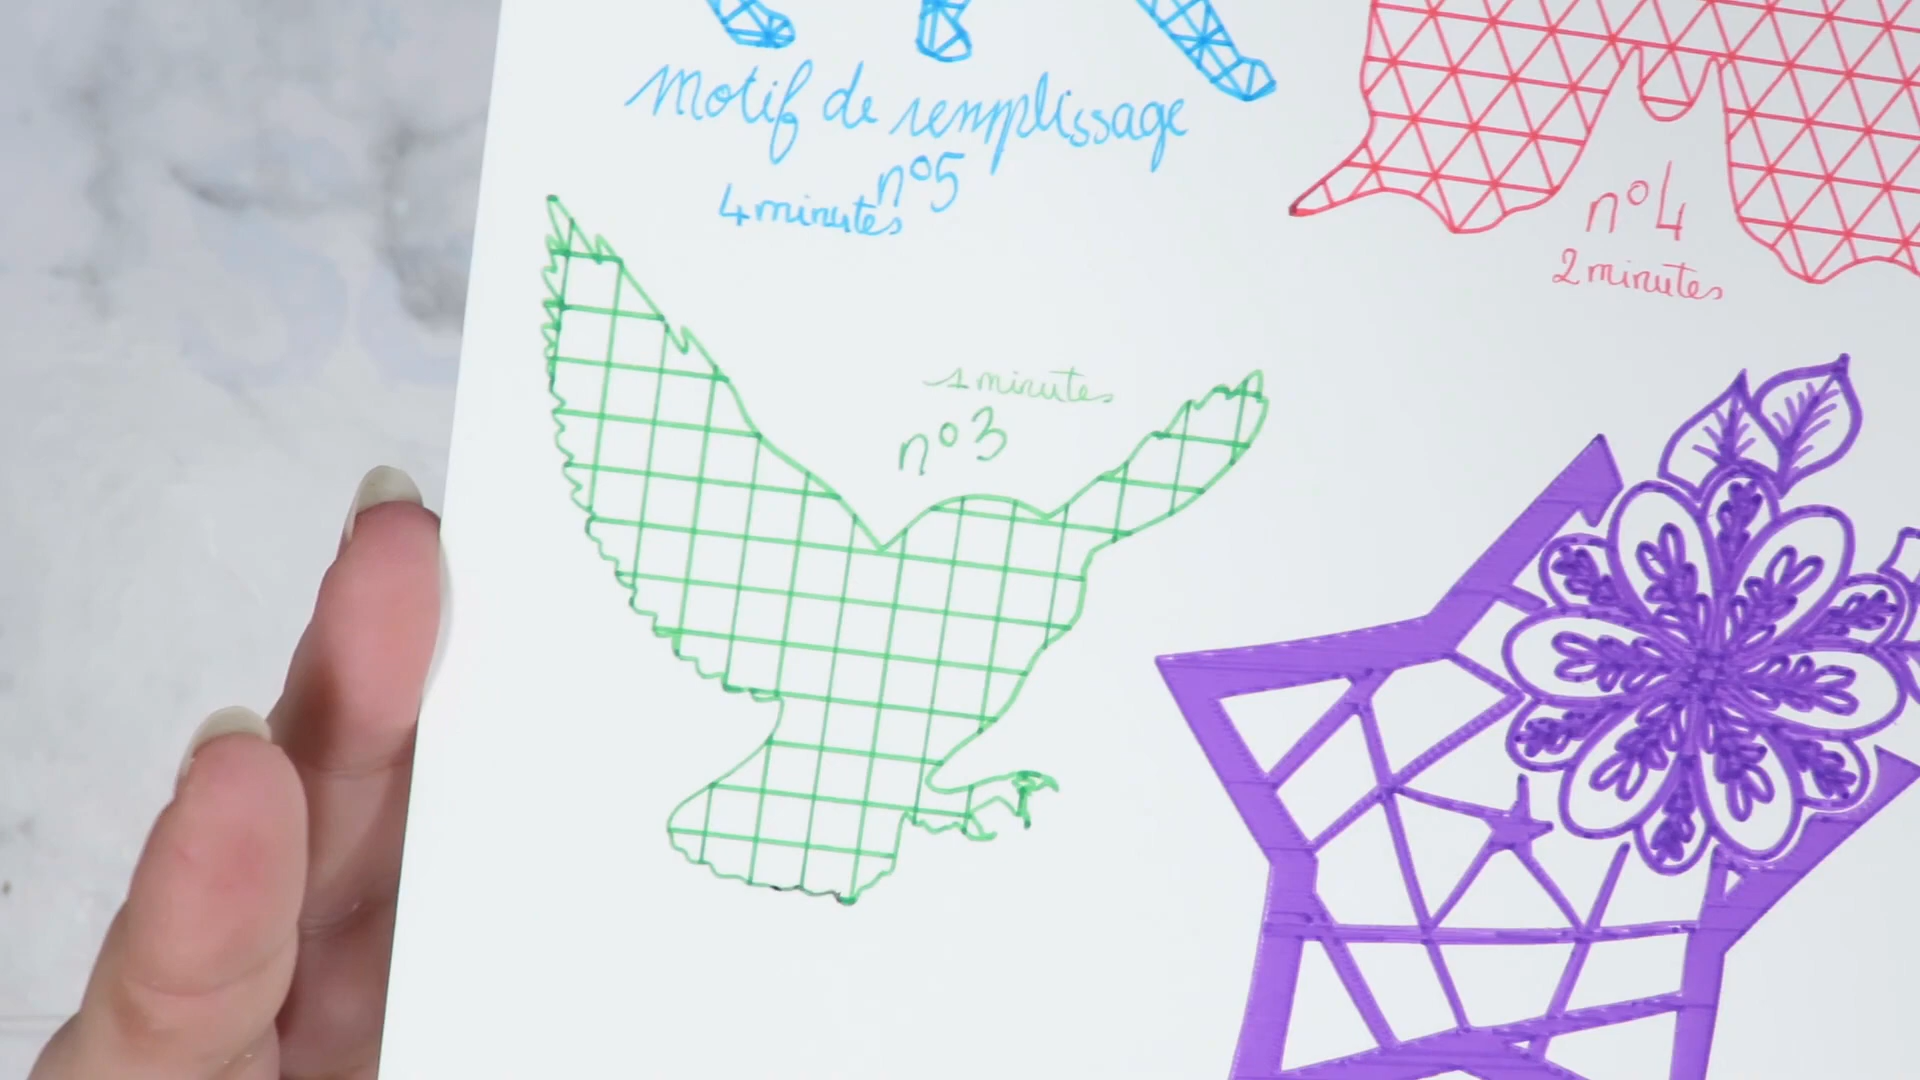 Motif de remplissage
n°5
4 minutes
n°4
2 minutes
1 minutes
n°3